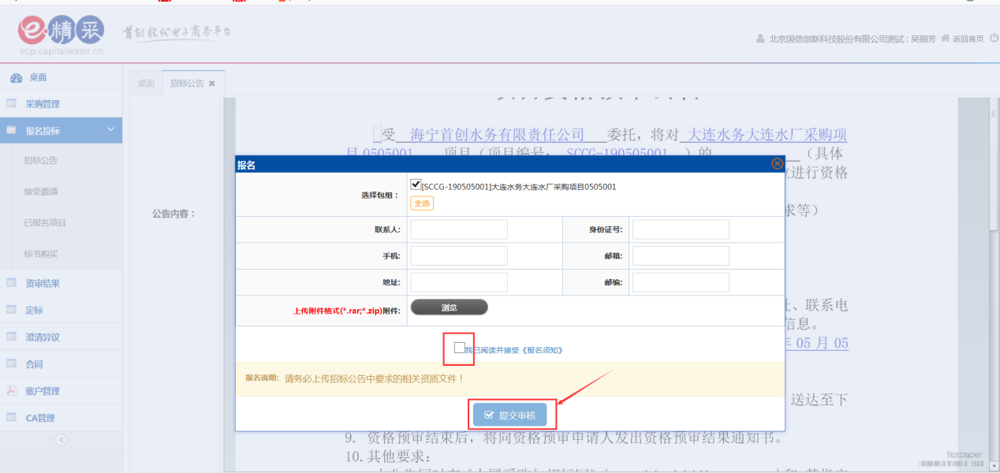 e 精 采
首创股份电子商务平台
ecp.capitalwater.cn
北京国信创新科技股份有限公司测试 : 吴丽芳 返回首页
桌面
采购管理
报名投标
招标公告
接受邀请
已报名项目
标书购买
资审结果
定标
澄清异议
合同
账户管理
CA管理
桌面 招标公告
公告内容：
受 海宁首创水务有限责任公司 委托，将对 大连水务大连水厂采购项
目 0505001 项目（项目编号： SCCG-190505001 ）的 （具体
进行资格
求等）
报名
选择包组：
[SCCG-190505001]大连水务大连水厂采购项目0505001
全选
联系人: 身份证号:
手机: 邮箱:
地址: 邮编:
上传附件格式(*.rar;*.zip)附件: 浏览
我已阅读并接受《报名须知》
报名说明: 请务必上传招标公告中要求的相关资质文件！
提交审核
、联系电
信息。
年 05 月 05
送达至下
9. 资格预审结束后，将向资格预审申请人发出资格预审结果通知书。
10.其他要求：
flexpaper